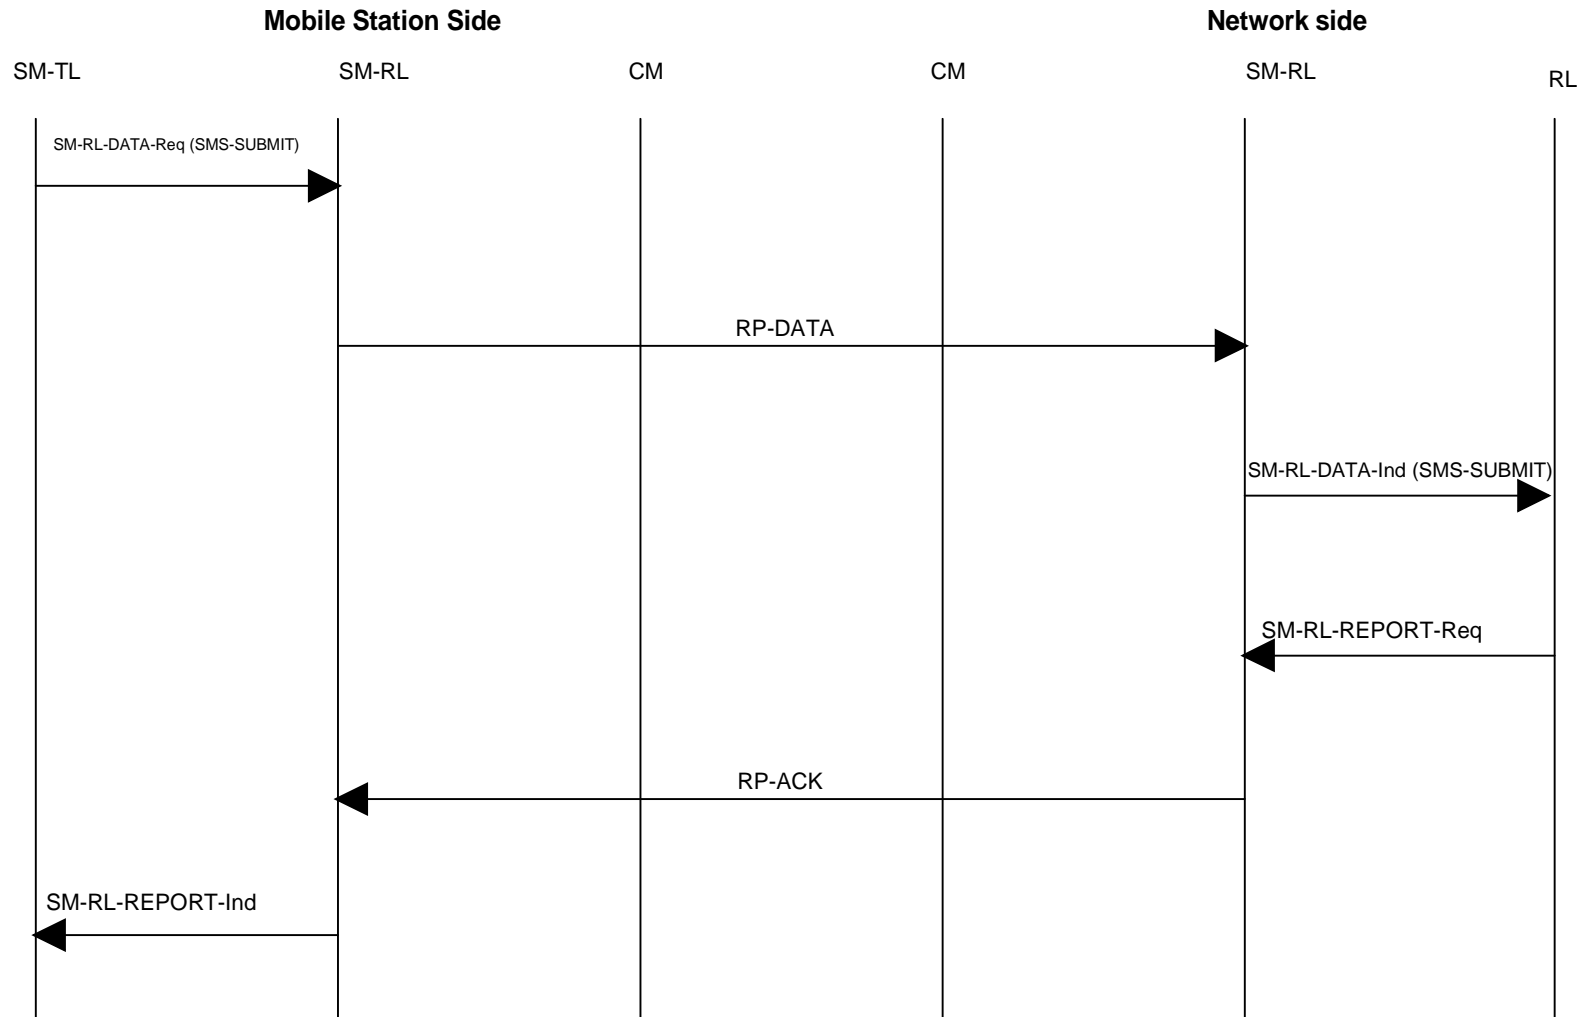 Mobile Station Side
Network side
SM-TL
SM-RL
CM
CM
SM-RL
RL
SM-RL-DATA-Req (SMS-SUBMIT)
RP-DATA
SM-RL-DATA-Ind (SMS-SUBMIT)
SM-RL-REPORT-Req
RP-ACK
SM-RL-REPORT-Ind